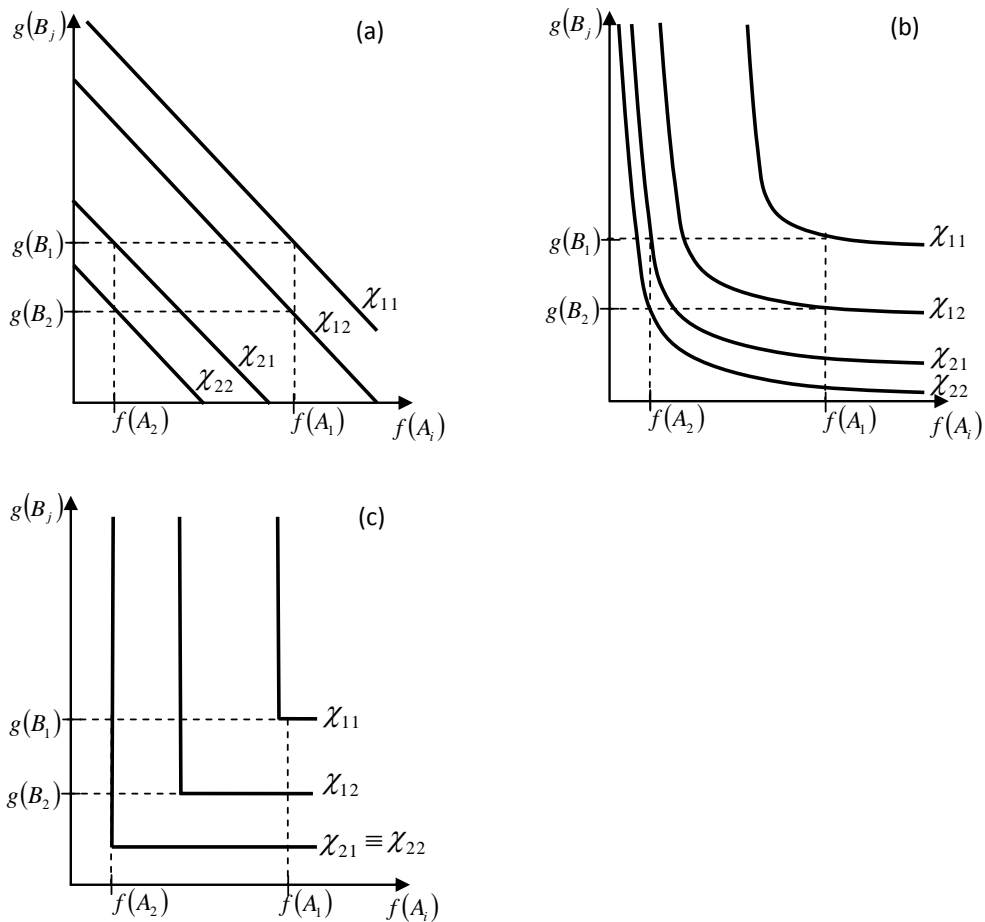 g(B_j)
(a)
g(B_1)
g(B_2)
χ_11
χ_12
χ_21
χ_22
f(A_2)
f(A_1)
f(A_i)
g(B_j)
(b)
g(B_1)
g(B_2)
χ_11
χ_12
χ_21
χ_22
f(A_2)
f(A_1)
f(A_i)
g(B_j)
(c)
g(B_1)
g(B_2)
χ_11
χ_12
χ_21 ≡ χ_22
f(A_2)
f(A_1)
f(A_i)